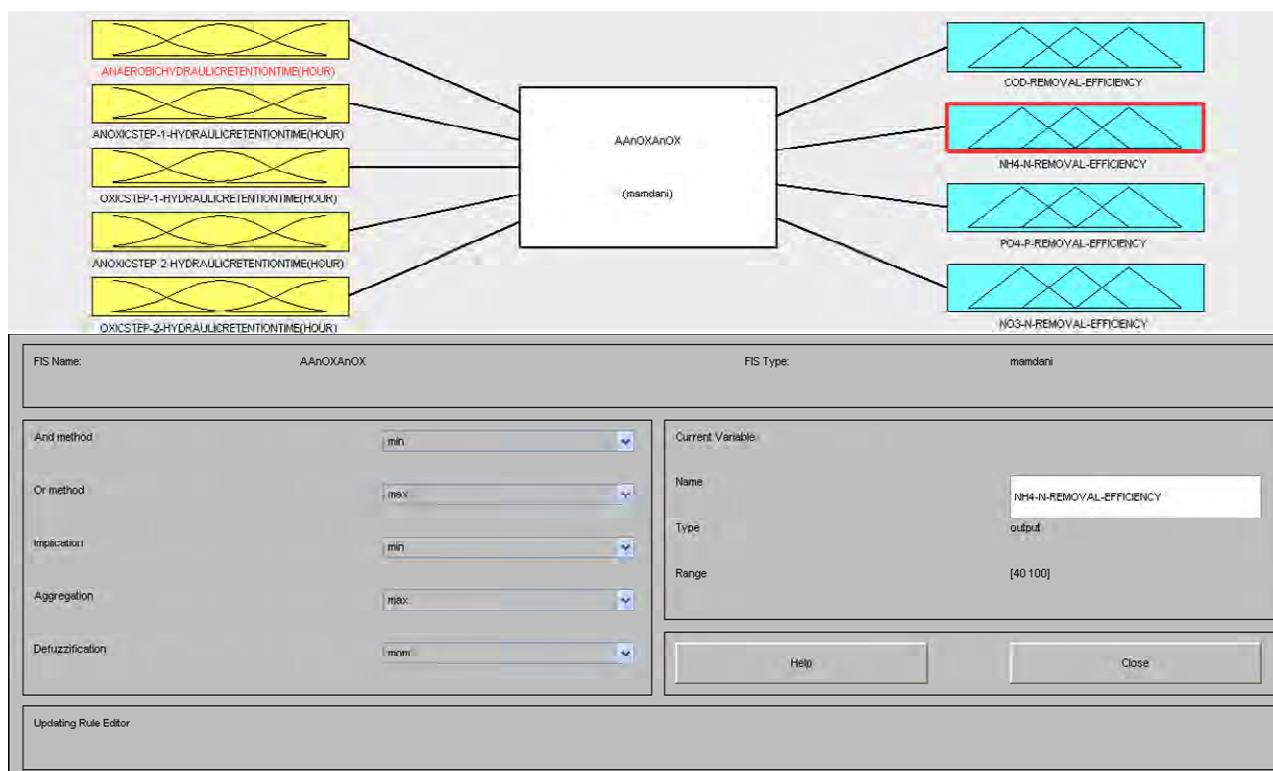 ANAEROBICHYDRAULICRETENTIONTIME(HOUR)
ANOXICSTEP-1-HYDRAULICRETENTIONTIME(HOUR)
OXICSTEP-1-HYDRAULICRETENTIONTIME(HOUR)
ANOXICSTEP-2-HYDRAULICRETENTIONTIME(HOUR)
OXICSTEP-2-HYDRAULICRETENTIONTIME(HOUR)
AAnOXAnOX
(mamdani)
COD-REMOVAL-EFFICIENCY
NH4-N-REMOVAL-EFFICIENCY
PO4-P-REMOVAL-EFFICIENCY
NO3-N-REMOVAL-EFFICIENCY
FIS Name: AAnOXAnOX FIS Type: mamdani
And method min
Or method max
Implication min
Aggregation max
Defuzzification mom
Current Variable
Name NH4-N-REMOVAL-EFFICIENCY
Type output
Range [40 100]
Help Close
Updating Rule Editor